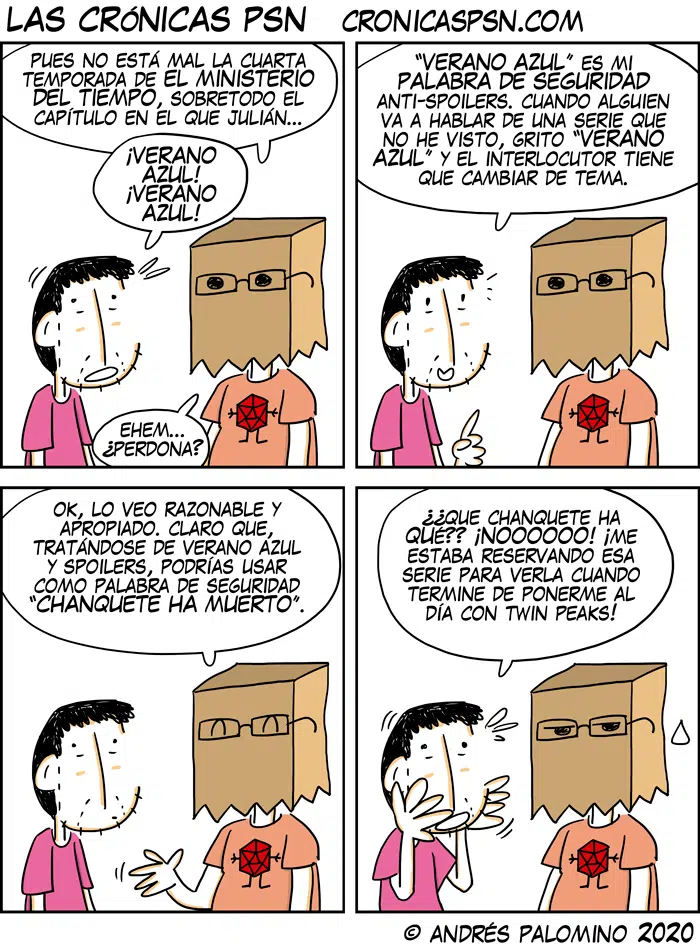 LAS CRÓNICAS PSN CRONICASPSN.COM
PUES NO ESTÁ MAL LA CUARTA
TEMPORADA DE EL MINISTERIO
DEL TIEMPO, SOBRETODO EL
CAPÍTULO EN EL QUE JULIÁN...
¡VERANO
AZUL!
¡VERANO
AZUL!
EHEM...
¿PERDONA?
"VERANO AZUL" ES MI
PALABRA DE SEGURIDAD
ANTI-SPOILERS. CUANDO ALGUIEN
VA A HABLAR DE UNA SERIE QUE
NO HE VISTO, GRITO "VERANO
AZUL" Y EL INTERLOCUTOR TIENE
QUE CAMBIAR DE TEMA.
OK, LO VEO RAZONABLE Y
APROPIADO. CLARO QUE,
TRATÁNDOSE DE VERANO AZUL
Y SPOILERS, PODRÍAS USAR
COMO PALABRA DE SEGURIDAD
"CHANQUETE HA MUERTO".
¿¿QUE CHANQUETE HA
QUÉ?? ¡NOOOOOO! ¡ME
ESTABA RESERVANDO ESA
SERIE PARA VERLA CUANDO
TERMINE DE PONERME AL
DÍA CON TWIN PEAKS!
© ANDRÉS PALOMINO 2020